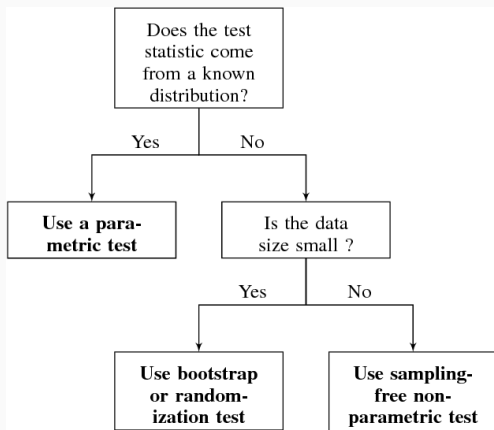 Does the test
statistic come
from a known
distribution?
Yes
No
Use a para-
metric test
Is the data
size small ?
Yes
No
Use bootstrap
or random-
ization test
Use sampling-
free non-
parametric test